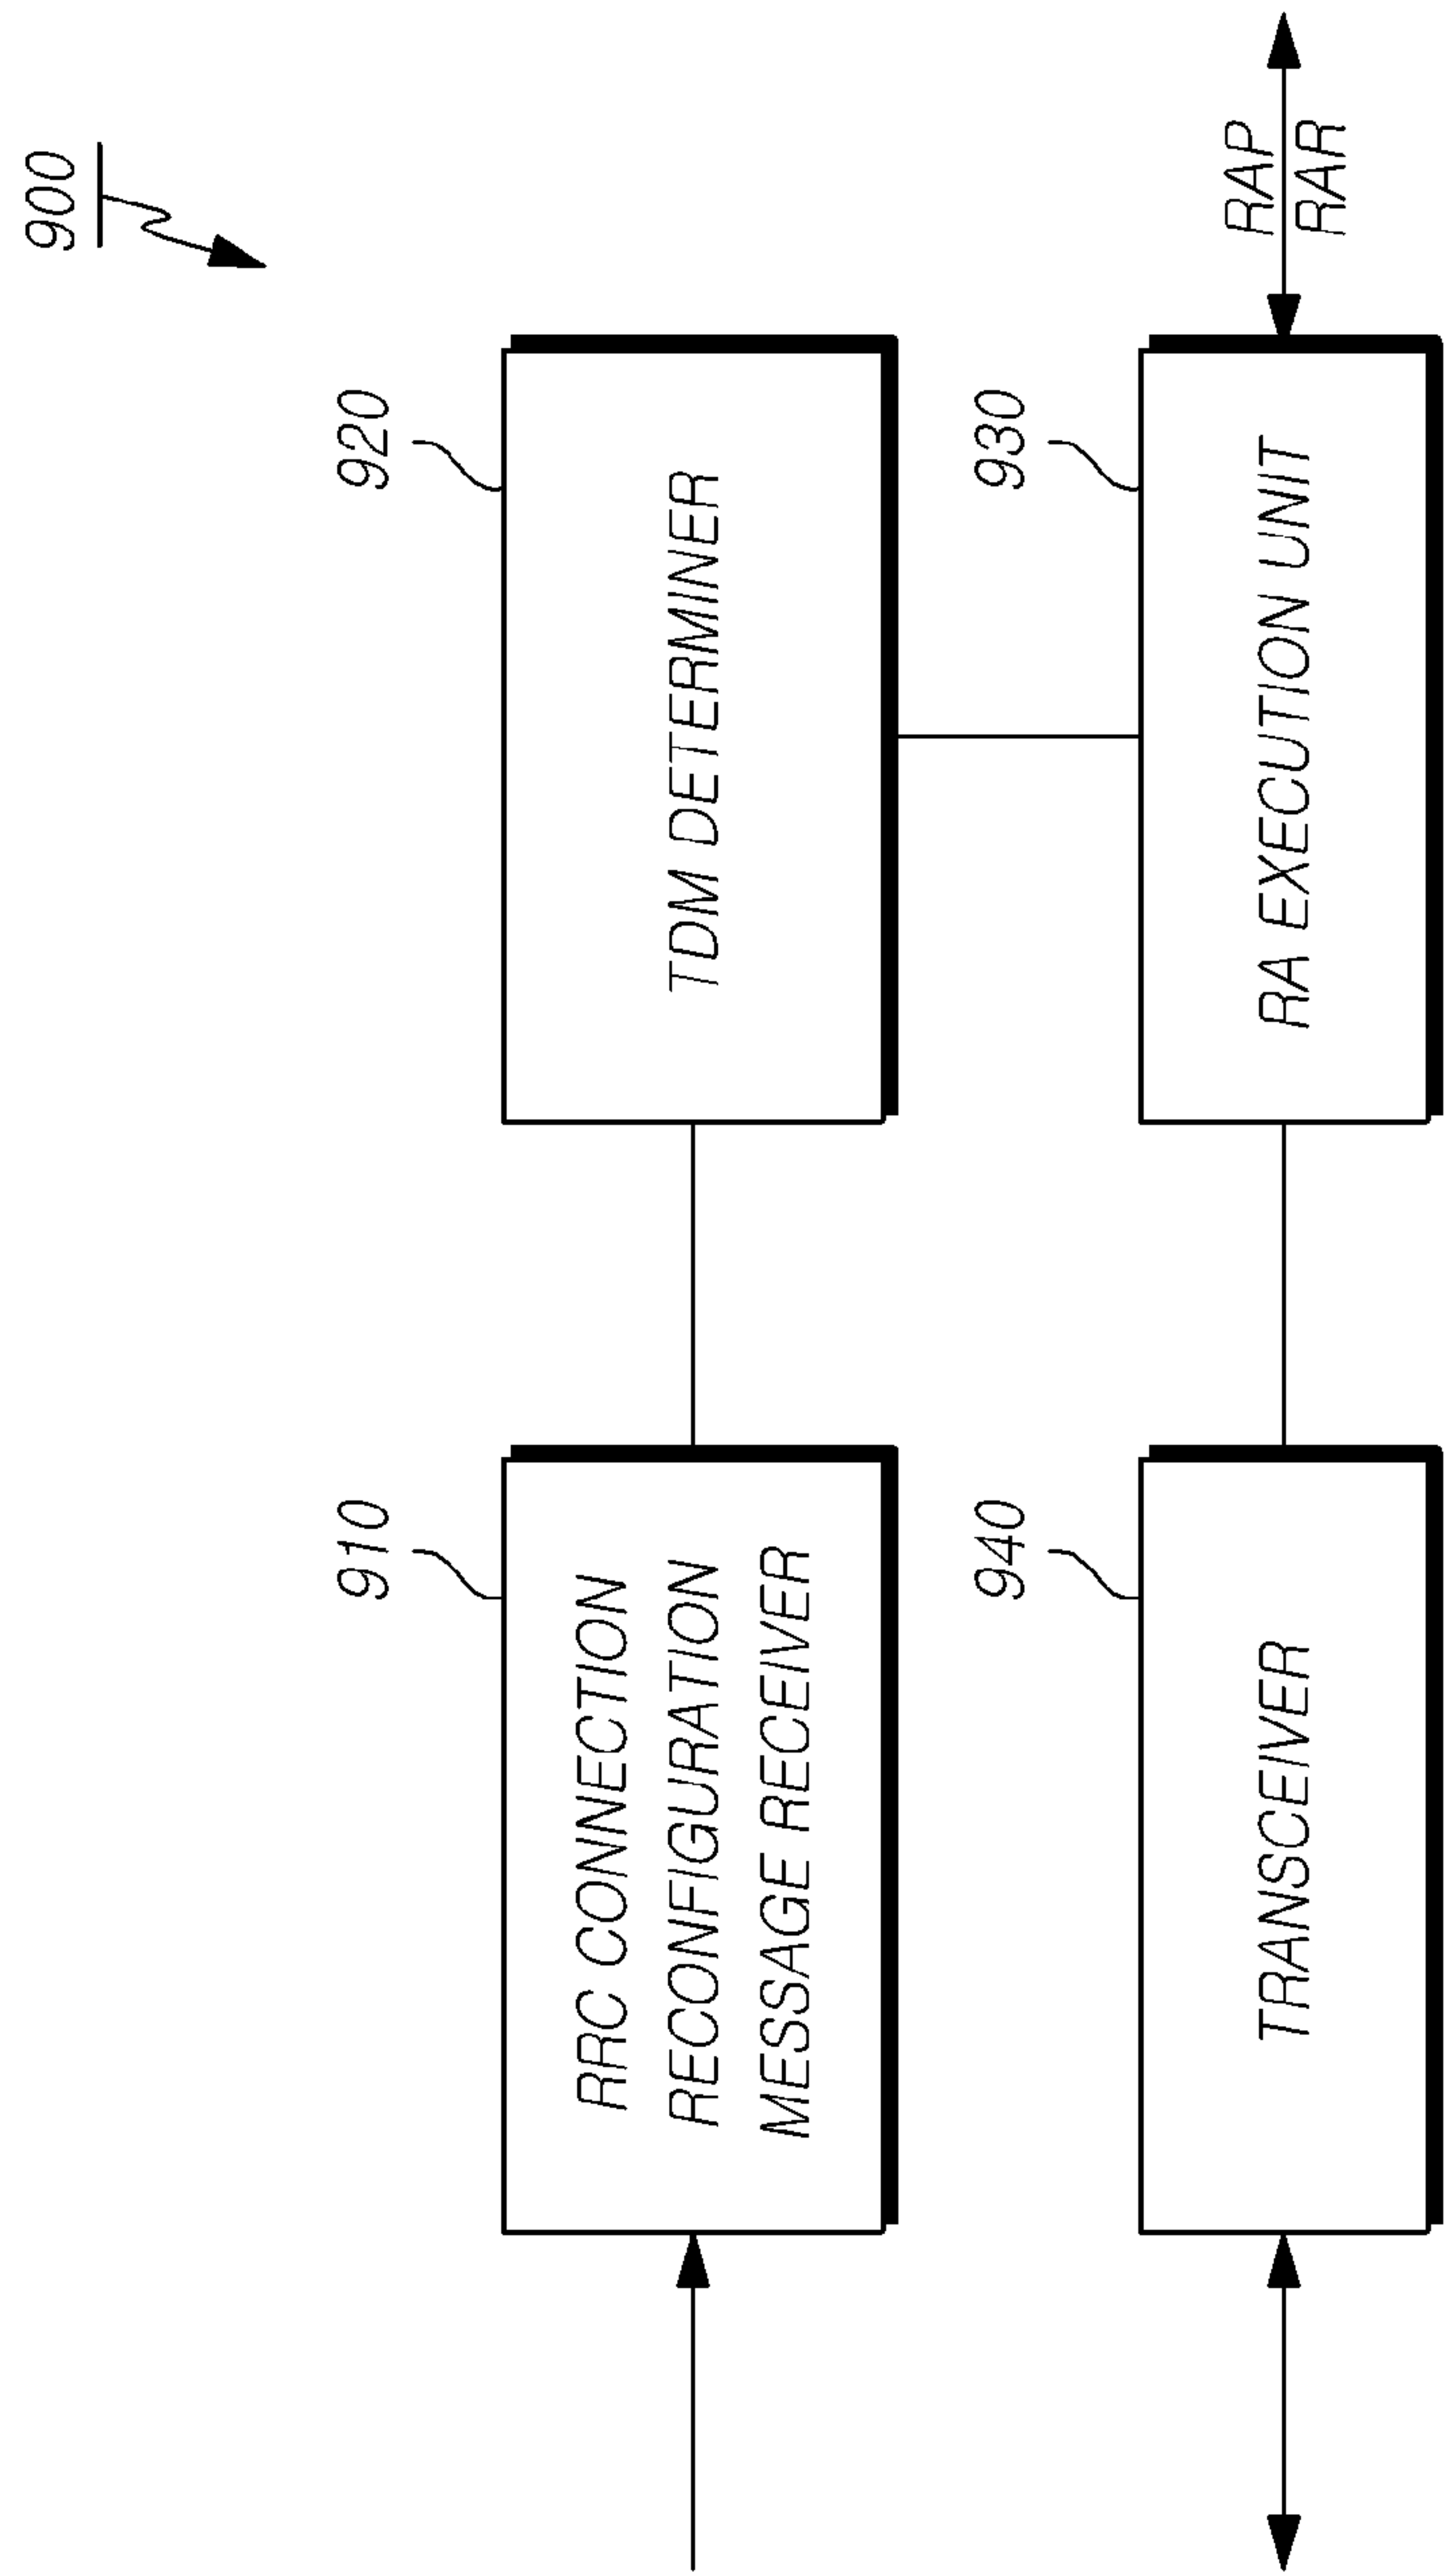 900
910
RRC CONNECTION
RECONFIGURATION
MESSAGE RECEIVER
920
TDM DETERMINER
940
TRANSCEIVER
930
RA EXECUTION UNIT
RAP
RAR